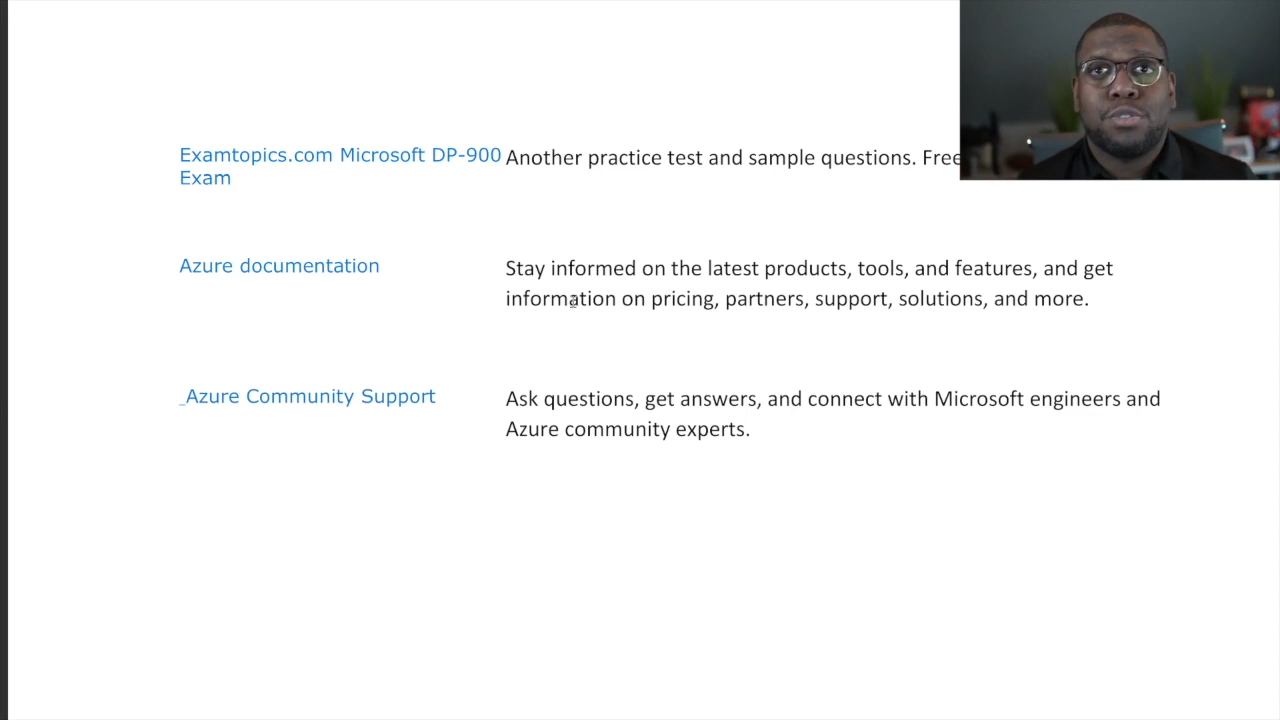 Examtopics.com Microsoft DP-900 Another practice test and sample questions. Free
Exam
Azure documentation
Stay informed on the latest products, tools, and features, and get
information on pricing, partners, support, solutions, and more.
_Azure Community Support
Ask questions, get answers, and connect with Microsoft engineers and
Azure community experts.